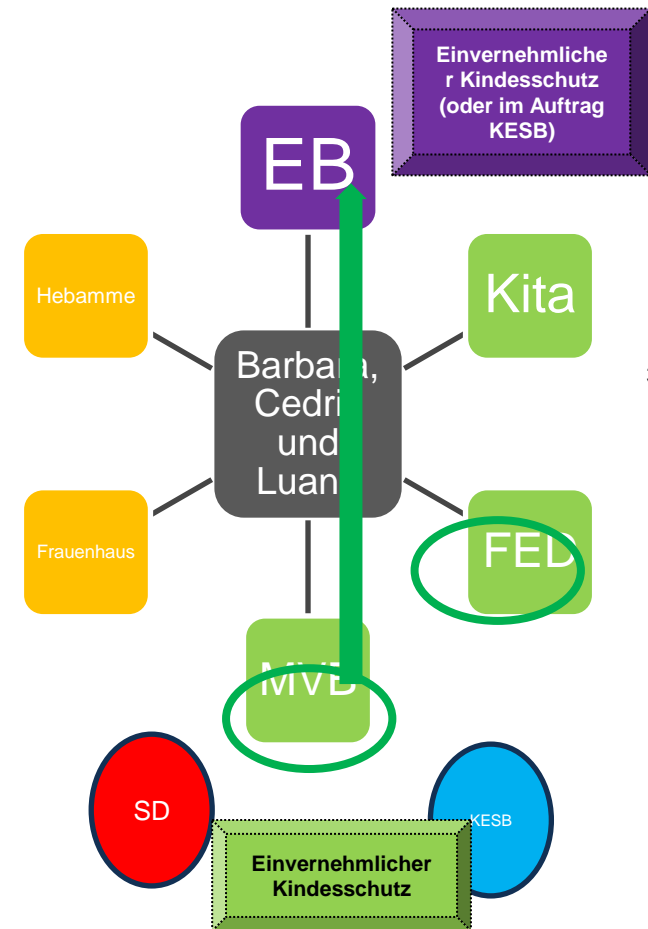 Einvernehmliche
r Kindesschutz
(oder im Auftrag
KESB)
EB
Hebamme
Kita
Barbara,
Cedri
und
Luan
Frauenhaus
FED
MVB
SD
KESB
Einvernehmlicher
Kindesschutz